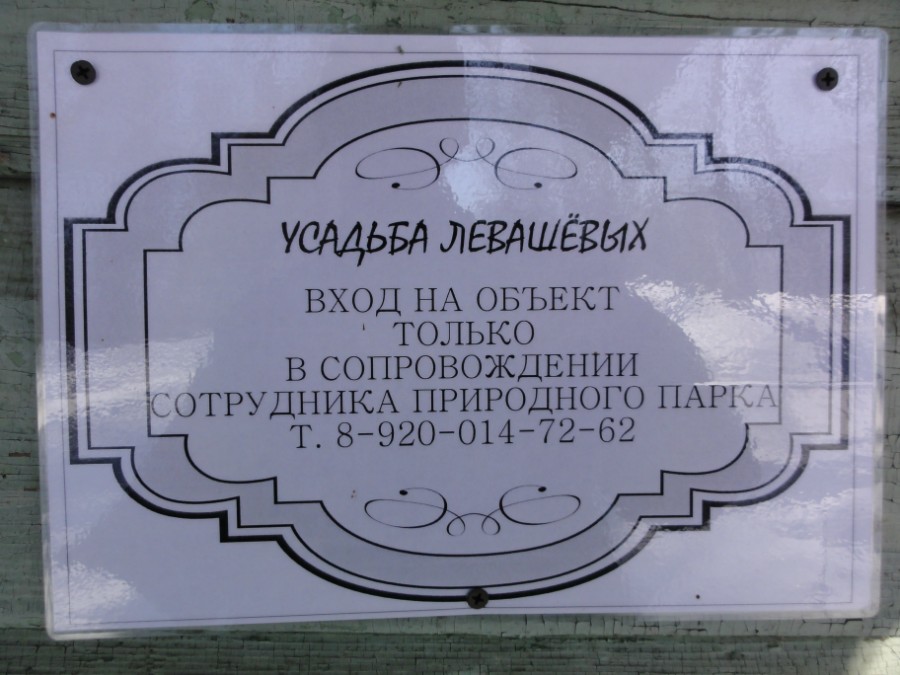 УСАДЬБА ЛЕВАШЁВЫХ
ВХОД НА ОБЪЕКТ
ТОЛЬКО
В СОПРОВОЖДЕНИИ
СОТРУДНИКА ПРИРОДНОГО ПАРКА
Т. 8-920-014-72-62